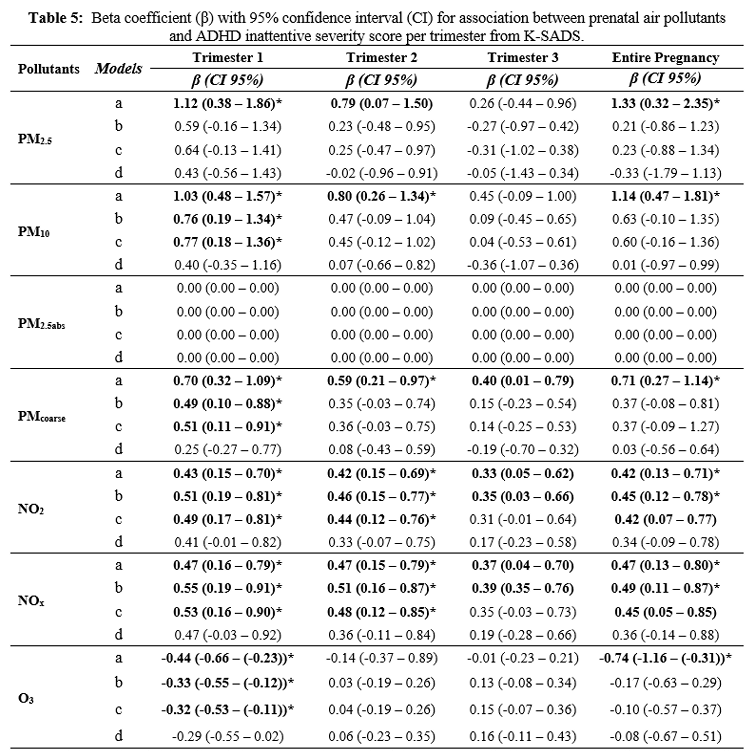 Table 5: Beta coefficient (β) with 95% confidence interval (CI) for association between prenatal air pollutants
and ADHD inattentive severity score per trimester from K-SADS.
Pollutants Models Trimester 1 Trimester 2 Trimester 3 Entire Pregnancy
β (CI 95%) β (CI 95%) β (CI 95%) β (CI 95%)
PM2.5
a 1.12 (0.38 – 1.86)* 0.79 (0.07 – 1.50) 0.26 (-0.44 – 0.96) 1.33 (0.32 – 2.35)*
b 0.59 (-0.16 – 1.34) 0.23 (-0.48 – 0.95) -0.27 (-0.97 – 0.42) 0.21 (-0.86 – 1.23)
c 0.64 (-0.13 – 1.41) 0.25 (-0.47 – 0.97) -0.31 (-1.02 – 0.38) 0.23 (-0.88 – 1.34)
d 0.43 (-0.56 – 1.43) -0.02 (-0.96 – 0.91) -0.05 (-1.43 – 0.34) -0.33 (-1.79 – 1.13)
PM10
a 1.03 (0.48 – 1.57)* 0.80 (0.26 – 1.34)* 0.45 (-0.09 – 1.00) 1.14 (0.47 – 1.81)*
b 0.76 (0.19 – 1.34)* 0.47 (-0.09 – 1.04) 0.09 (-0.45 – 0.65) 0.63 (-0.10 – 1.35)
c 0.77 (0.18 – 1.36)* 0.45 (-0.12 – 1.02) 0.04 (-0.53 – 0.61) 0.60 (-0.16 – 1.36)
d 0.40 (-0.35 – 1.16) 0.07 (-0.66 – 0.82) -0.36 (-1.07 – 0.36) 0.01 (-0.97 – 0.99)
PM2.5abs
a 0.00 (0.00 – 0.00) 0.00 (0.00 – 0.00) 0.00 (0.00 – 0.00) 0.00 (0.00 – 0.00)
b 0.00 (0.00 – 0.00) 0.00 (0.00 – 0.00) 0.00 (0.00 – 0.00) 0.00 (0.00 – 0.00)
c 0.00 (0.00 – 0.00) 0.00 (0.00 – 0.00) 0.00 (0.00 – 0.00) 0.00 (0.00 – 0.00)
d 0.00 (0.00 – 0.00) 0.00 (0.00 – 0.00) 0.00 (0.00 – 0.00) 0.00 (0.00 – 0.00)
PMcoarse
a 0.70 (0.32 – 1.09)* 0.59 (0.21 – 0.97)* 0.40 (0.01 – 0.79) 0.71 (0.27 – 1.14)*
b 0.49 (0.10 – 0.88)* 0.35 (-0.03 – 0.74) 0.15 (-0.23 – 0.54) 0.37 (-0.08 – 0.81)
c 0.51 (0.11 – 0.91)* 0.36 (-0.03 – 0.75) 0.14 (-0.25 – 0.53) 0.37 (-0.09 – 1.27)
d 0.25 (-0.27 – 0.77) 0.08 (-0.43 – 0.59) -0.19 (-0.70 – 0.32) 0.03 (-0.56 – 0.64)
NO2
a 0.43 (0.15 – 0.70)* 0.42 (0.15 – 0.69)* 0.33 (0.05 – 0.62) 0.42 (0.13 – 0.71)*
b 0.51 (0.19 – 0.81)* 0.46 (0.15 – 0.77)* 0.35 (0.03 – 0.66) 0.45 (0.12 – 0.78)*
c 0.49 (0.17 – 0.81)* 0.44 (0.12 – 0.76)* 0.31 (-0.01 – 0.64) 0.42 (0.07 – 0.77)
d 0.41 (-0.01 – 0.82) 0.33 (-0.07 – 0.75) 0.17 (-0.23 – 0.58) 0.34 (-0.09 – 0.78)
NOx
a 0.47 (0.16 – 0.79)* 0.47 (0.15 – 0.79)* 0.37 (0.04 – 0.70) 0.47 (0.13 – 0.80)*
b 0.55 (0.19 – 0.91)* 0.51 (0.16 – 0.87)* 0.39 (0.35 – 0.76) 0.49 (0.11 – 0.87)*
c 0.53 (0.16 – 0.90)* 0.48 (0.12 – 0.85)* 0.35 (-0.03 – 0.73) 0.45 (0.05 – 0.85)
d 0.47 (-0.03 – 0.92) 0.36 (-0.11 – 0.84) 0.19 (-0.28 – 0.66) 0.36 (-0.14 – 0.88)
O3
a -0.44 (-0.66 – (-0.23))* -0.14 (-0.37 – 0.89) -0.01 (-0.23 – 0.21) -0.74 (-1.16 – (-0.31))*
b -0.33 (-0.55 – (-0.12))* 0.03 (-0.19 – 0.26) 0.13 (-0.08 – 0.34) -0.17 (-0.63 – 0.29)
c -0.32 (-0.53 – (-0.11))* 0.04 (-0.19 – 0.26) 0.15 (-0.07 – 0.36) -0.10 (-0.57 – 0.37)
d -0.29 (-0.55 – 0.02) 0.06 (-0.23 – 0.35) 0.16 (-0.11 – 0.43) -0.08 (-0.67 – 0.51)